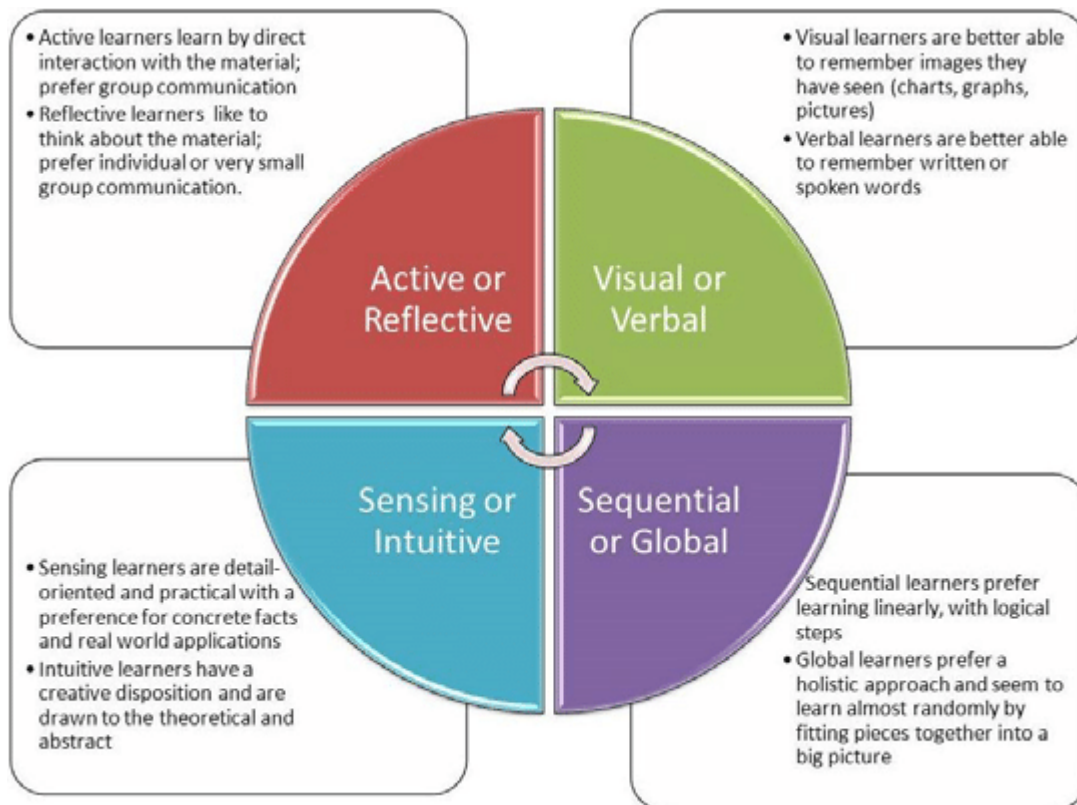 • Active learners learn by direct
interaction with the material;
prefer group communication
• Reflective learners like to
think about the material;
prefer individual or very small
group communication.
• Visual learners are better able
to remember images they
have seen (charts, graphs,
pictures)
• Verbal learners are better able
to remember written or
spoken words
Active or
Reflective
Visual or
Verbal
Sensing or
Intuitive
Sequential
or Global
• Sensing learners are detail-
oriented and practical with a
preference for concrete facts
and real world applications
• Intuitive learners have a
creative disposition and are
drawn to the theoretical and
abstract
Sequential learners prefer
learning linearly, with logical
steps
• Global learners prefer a
holistic approach and seem to
learn almost randomly by
fitting pieces together into a
big picture